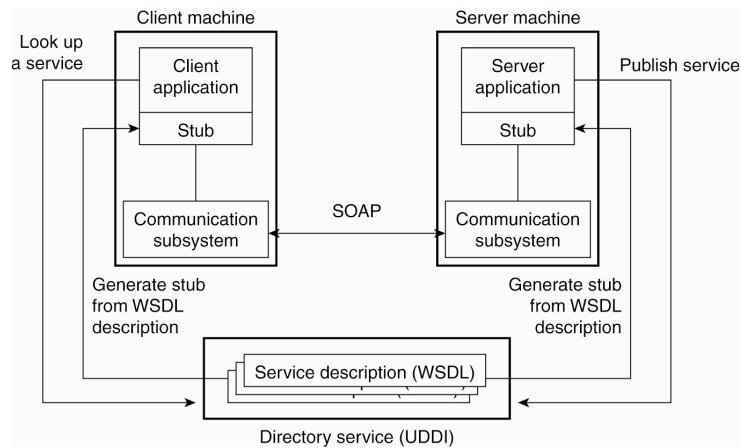 Client machine
Server machine
Look up
a service
Client
application
Stub
Server
application
Stub
Publish service
Communication
subsystem
SOAP
Communication
subsystem
Generate stub
from WSDL
description
Generate stub
from WSDL
description
Service description (WSDL)
Directory service (UDDI)